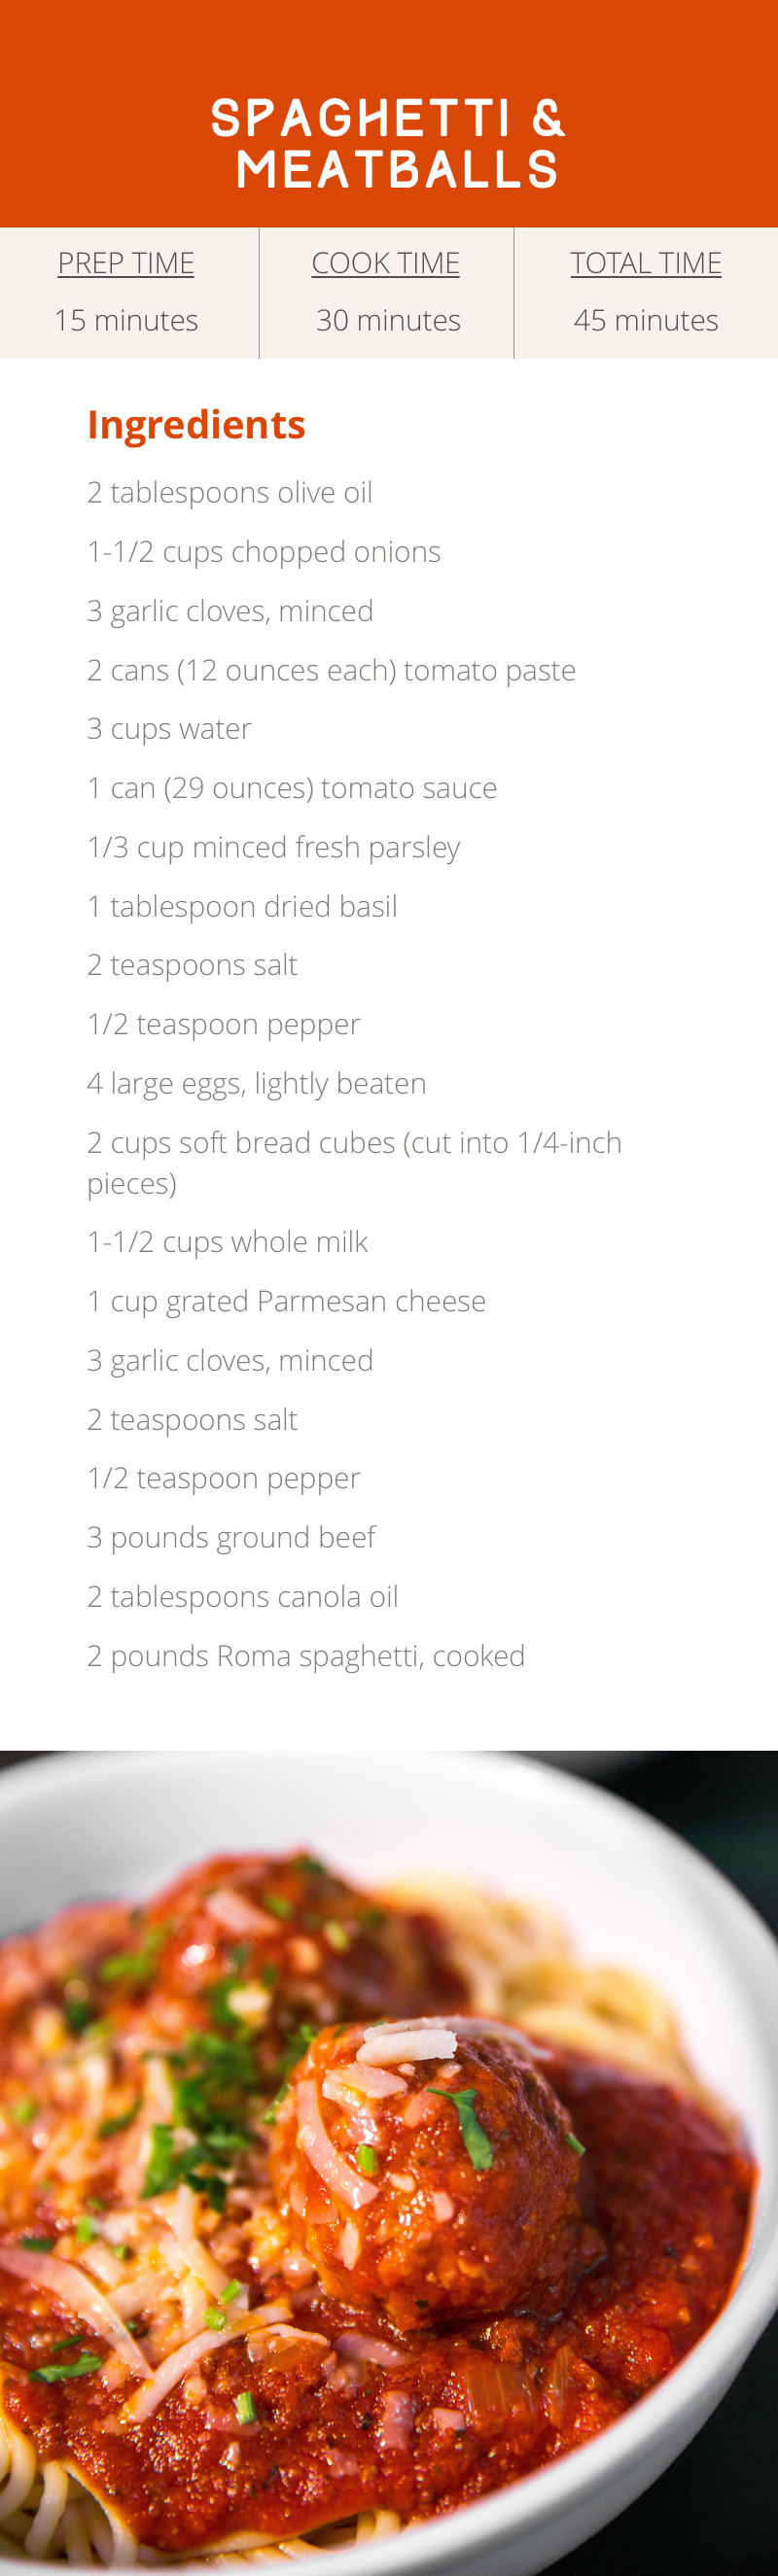 SPAGHETTI &
MEATBALLS
PREP TIME
15 minutes
COOK TIME
30 minutes
TOTAL TIME
45 minutes
Ingredients
2 tablespoons olive oil
1-1/2 cups chopped onions
3 garlic cloves, minced
2 cans (12 ounces each) tomato paste
3 cups water
1 can (29 ounces) tomato sauce
1/3 cup minced fresh parsley
1 tablespoon dried basil
2 teaspoons salt
1/2 teaspoon pepper
4 large eggs, lightly beaten
2 cups soft bread cubes (cut into 1/4-inch
pieces)
1-1/2 cups whole milk
1 cup grated Parmesan cheese
3 garlic cloves, minced
2 teaspoons salt
1/2 teaspoon pepper
3 pounds ground beef
2 tablespoons canola oil
2 pounds Roma spaghetti, cooked